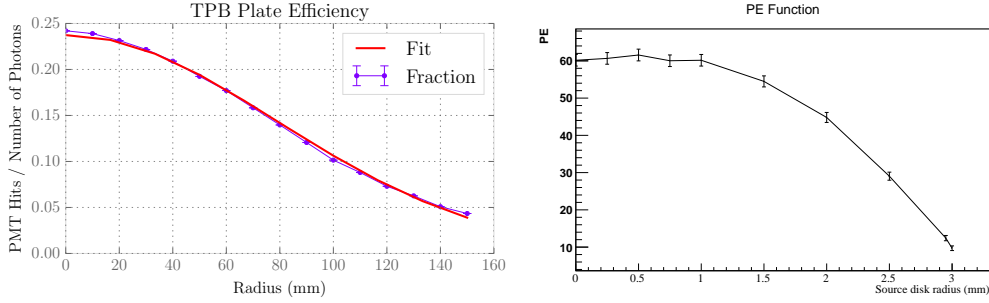 TPB Plate Efficiency
PMT Hits / Number of Photons
0.25
0.20
0.15
0.10
0.05
0.00
Fit
Fraction
0 20 40 60 80 100 120 140 160
Radius (mm)
PE Function
PE
60
50
40
30
20
10
0 0.5 1 1.5 2 2.5 3
Source disk radius (mm)